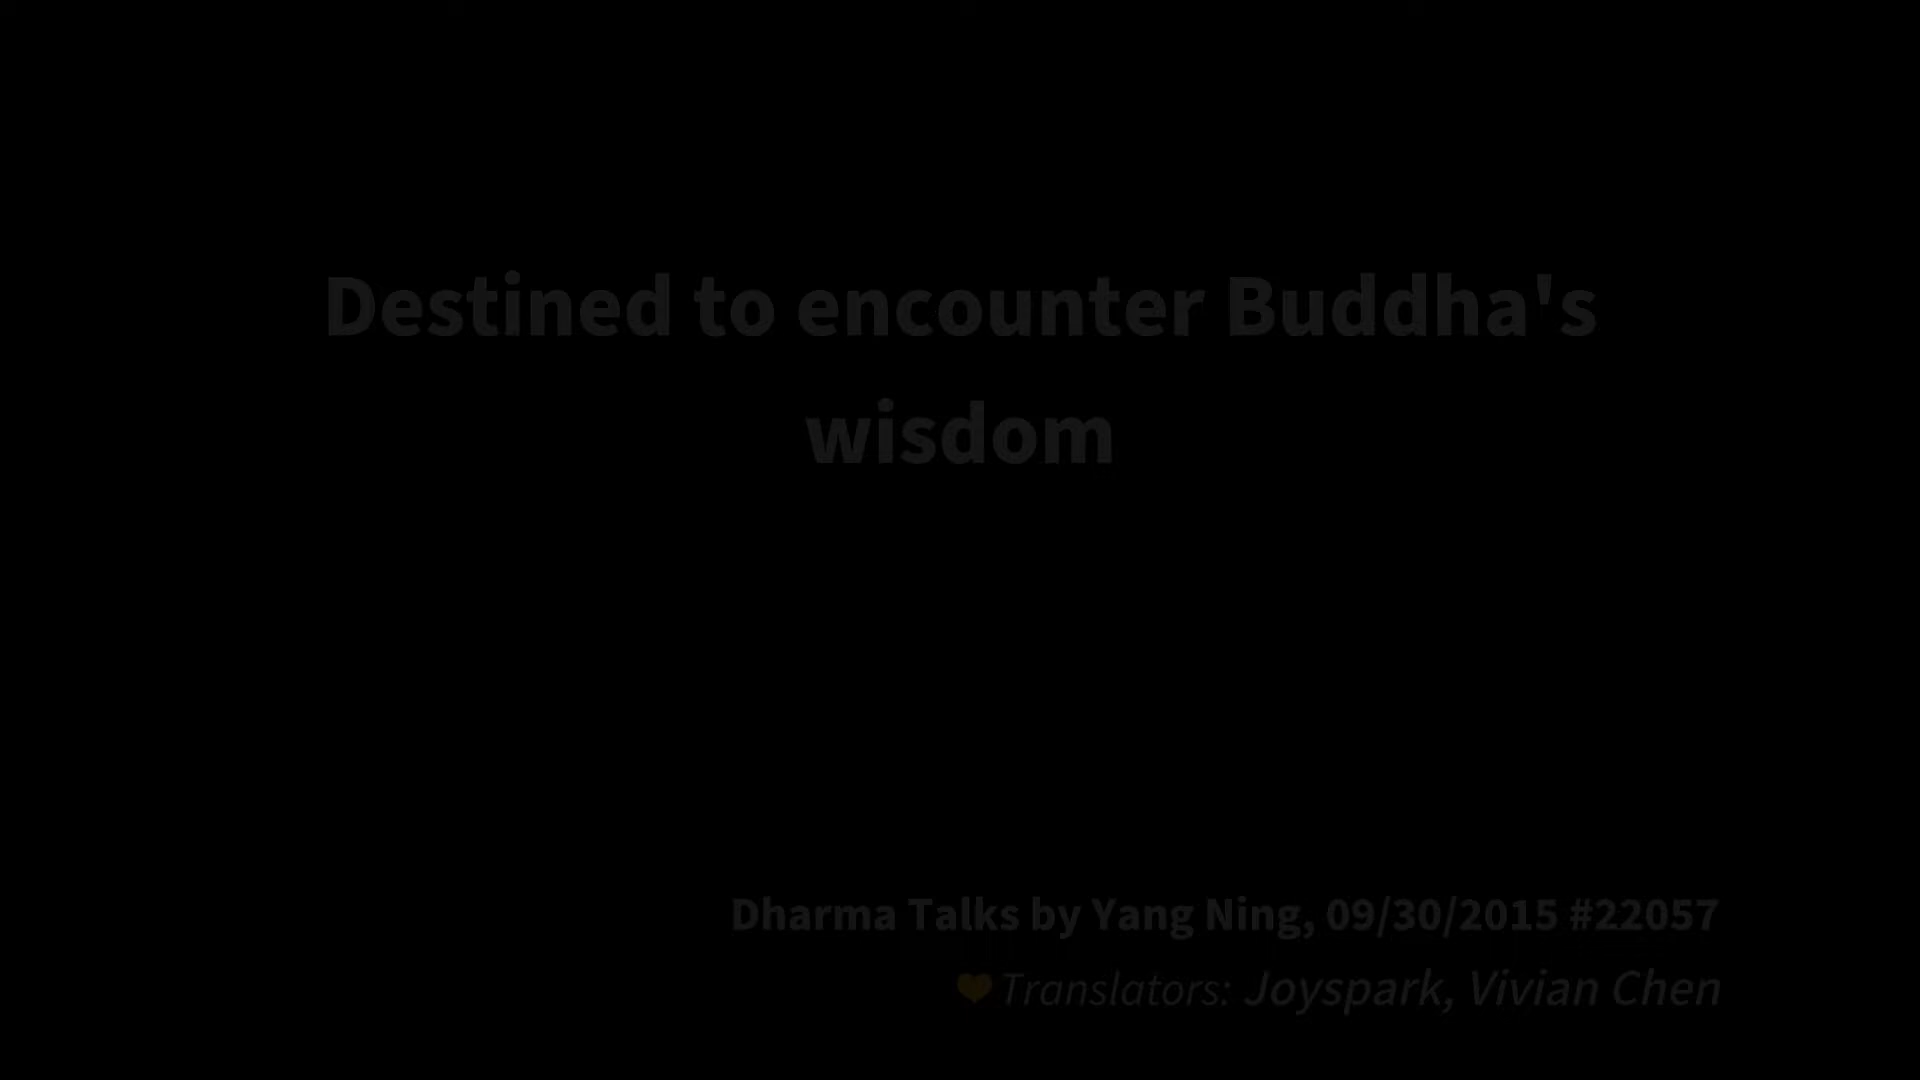 Destined to encounter Buddha's
wisdom
Dharma Talks by Yang Ning, 09/30/2015 #22057
Translators: Joyspark, Vivian Chen